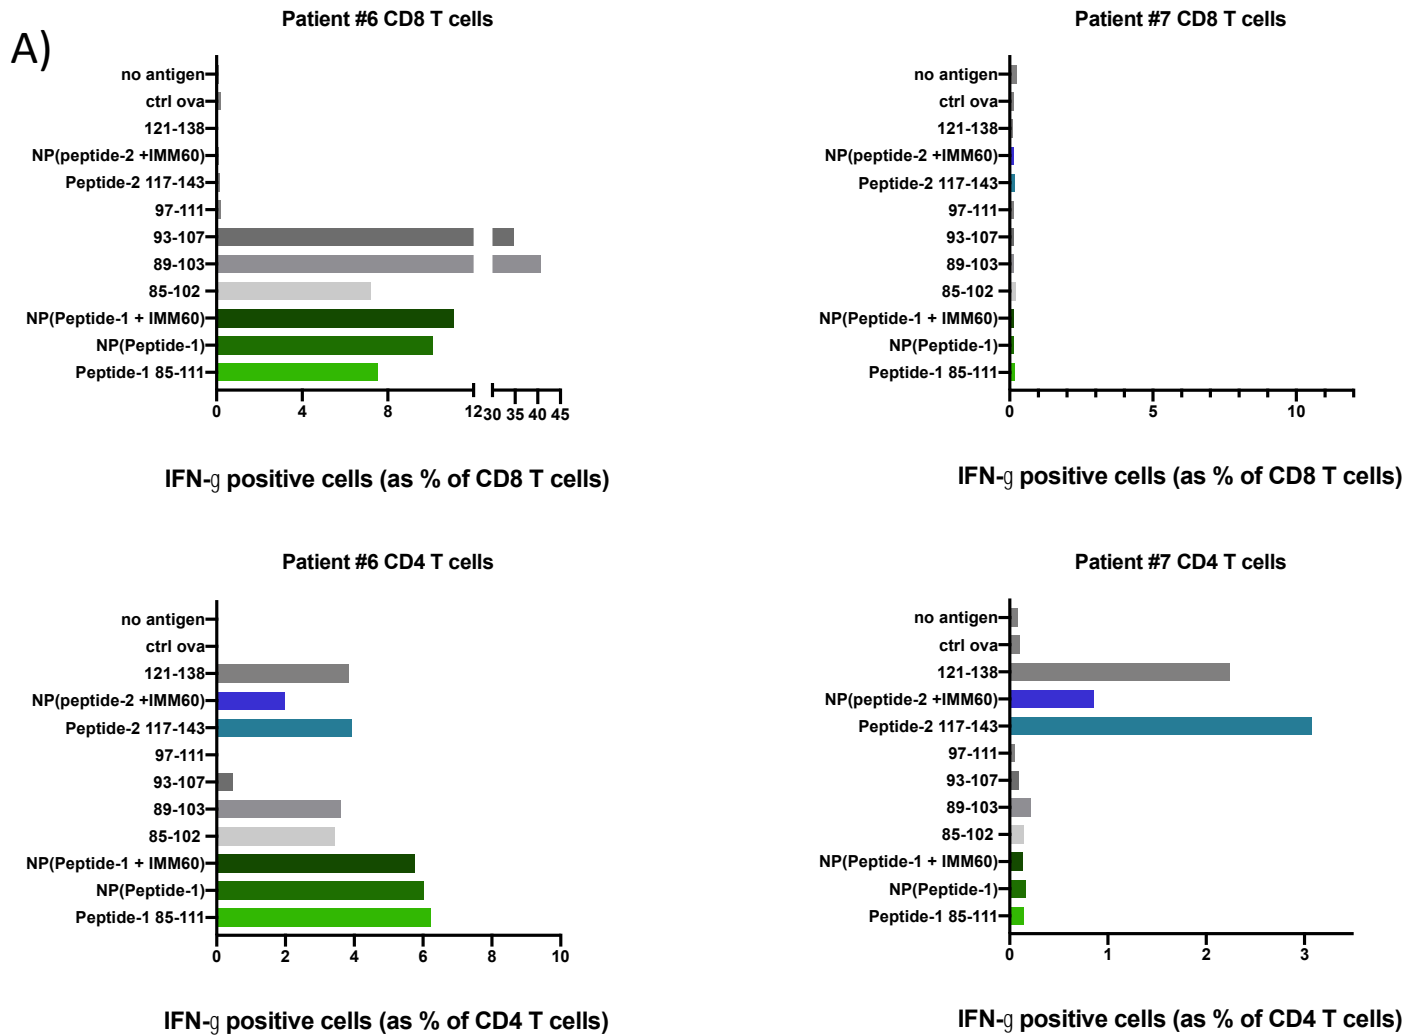 A)
Patient #6 CD8 T cells
no antigen
ctrl ova
121-138
NP(peptide-2 +IMM60)
Peptide-2 117-143
97-111
93-107
89-103
85-102
NP(Peptide-1 + IMM60)
NP(Peptide-1)
Peptide-1 85-111
0 4 8 12 30 35 40 45
IFN-g positive cells (as % of CD8 T cells)
Patient #7 CD8 T cells
no antigen
ctrl ova
121-138
NP(peptide-2 +IMM60)
Peptide-2 117-143
97-111
93-107
89-103
85-102
NP(Peptide-1 + IMM60)
NP(Peptide-1)
Peptide-1 85-111
0 5 10
IFN-g positive cells (as % of CD8 T cells)
Patient #6 CD4 T cells
no antigen
ctrl ova
121-138
NP(peptide-2 +IMM60)
Peptide-2 117-143
97-111
93-107
89-103
85-102
NP(Peptide-1 + IMM60)
NP(Peptide-1)
Peptide-1 85-111
0 2 4 6 8 10
IFN-g positive cells (as % of CD4 T cells)
Patient #7 CD4 T cells
no antigen
ctrl ova
121-138
NP(peptide-2 +IMM60)
Peptide-2 117-143
97-111
93-107
89-103
85-102
NP(Peptide-1 + IMM60)
NP(Peptide-1)
Peptide-1 85-111
0 1 2 3
IFN-g positive cells (as % of CD4 T cells)